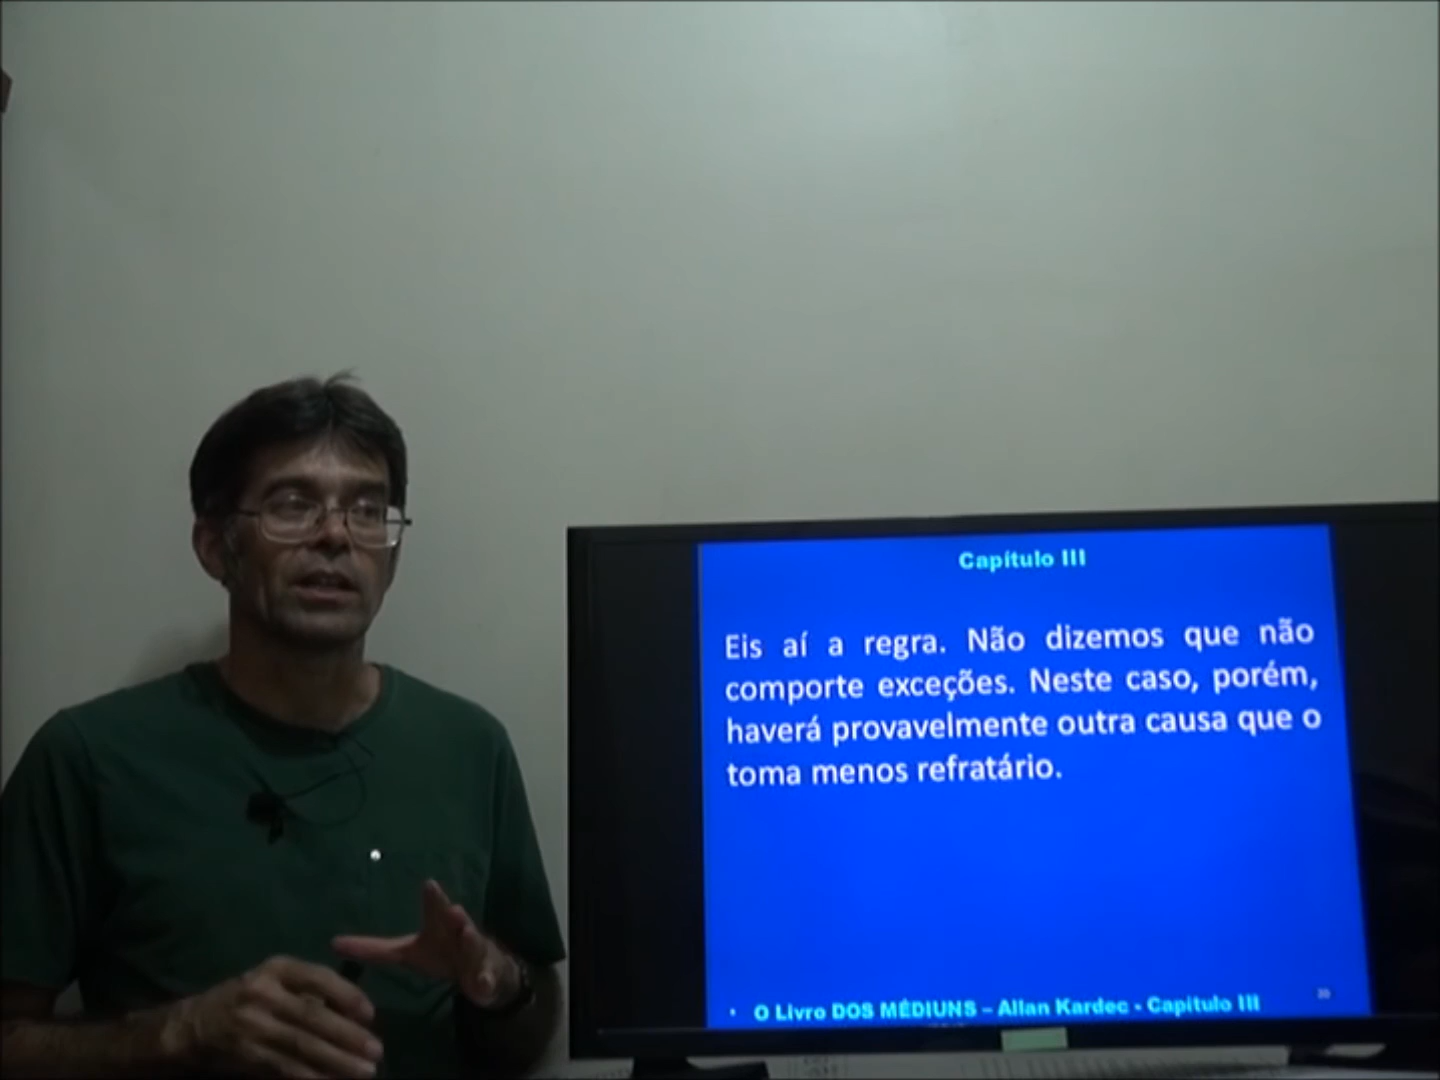 Capítulo III
Eis aí a regra. Não dizemos que não
comporte exceções. Neste caso, porém,
haverá provavelmente outra causa que o
toma menos refratário.
• O Livro DOS MÉDIUNS – Allan Kardec - Capítulo III